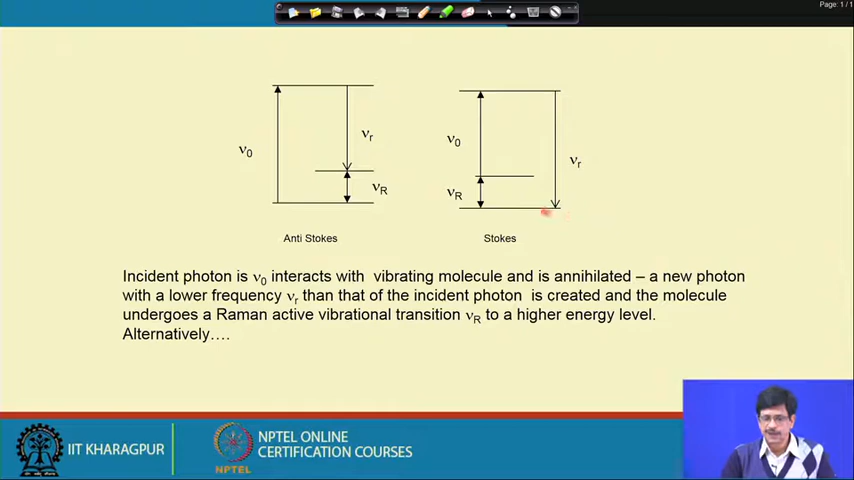 Page: 1 / 1
ν0
νr
νR
Anti Stokes
ν0
νR
νr
Stokes
Incident photon is ν0 interacts with vibrating molecule and is annihilated – a new photon
with a lower frequency νr than that of the incident photon is created and the molecule
undergoes a Raman active vibrational transition νR to a higher energy level.
Alternatively….
IIT KHARAGPUR
NPTEL
NPTEL ONLINE
CERTIFICATION COURSES